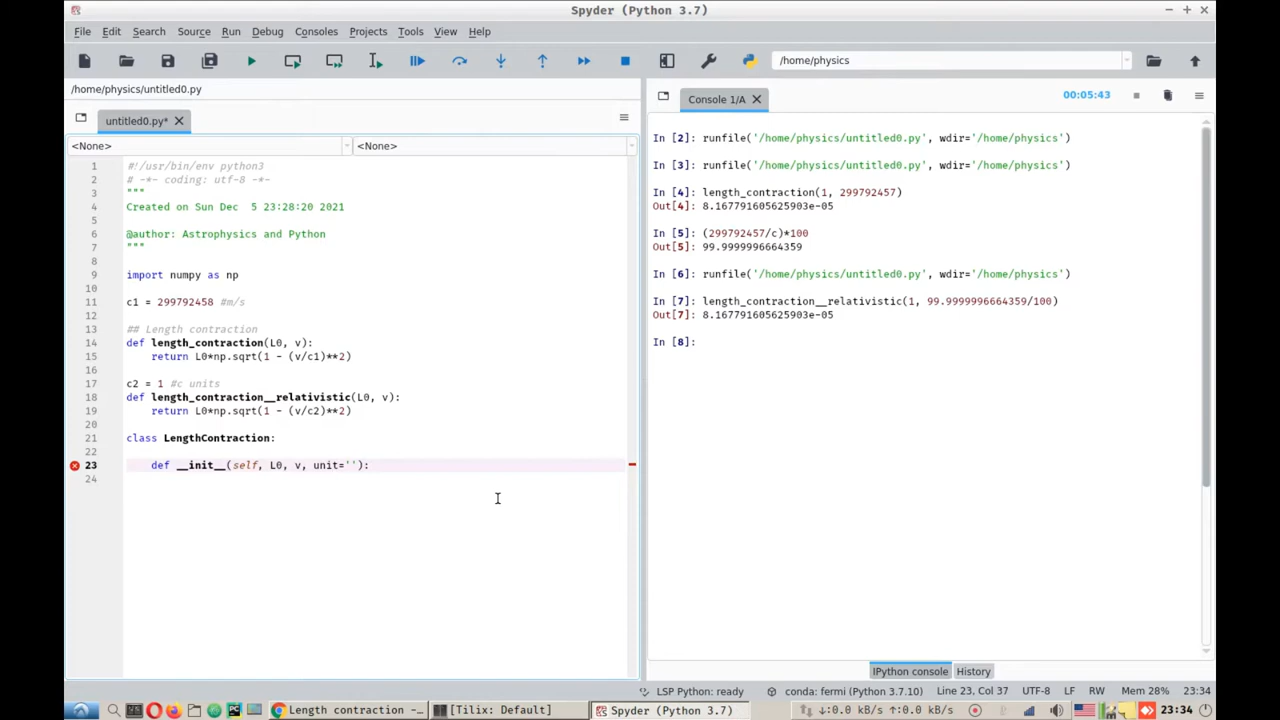 Spyder (Python 3.7)
File Edit Search Source Run Debug Consoles Projects Tools View Help
/home/physics
/home/physics/untitled0.py
untitled0.py*
<None>
<None>
1 #!/usr/bin/env python3
2 # -*- coding: utf-8 -*-
3 """
4 Created on Sun Dec  5 23:28:20 2021
5
6 @author: Astrophysics and Python
7 """
8
9 import numpy as np
10
11 c1 = 299792458 #m/s
12
13 ## Length contraction
14 def length_contraction(L0, v):
15     return L0*np.sqrt(1 - (v/c1)**2)
16
17 c2 = 1 #c units
18 def length_contraction__relativistic(L0, v):
19     return L0*np.sqrt(1 - (v/c2)**2)
20
21 class LengthContraction:
22
23     def __init__(self, L0, v, unit=''):
24
Console 1/A
00:05:43
In [2]: runfile('/home/physics/untitled0.py', wdir='/home/physics')
In [3]: runfile('/home/physics/untitled0.py', wdir='/home/physics')
In [4]: length_contraction(1, 299792457)
Out[4]: 8.167791605625903e-05
In [5]: (299792457/c)*100
Out[5]: 99.9999996664359
In [6]: runfile('/home/physics/untitled0.py', wdir='/home/physics')
In [7]: length_contraction__relativistic(1, 99.9999996664359/100)
Out[7]: 8.167791605625903e-05
In [8]:
IPython console History
LSP Python: ready conda: fermi (Python 3.7.10) Line 23, Col 37 UTF-8 LF RW Mem 28% 23:34
Length contraction -... [Tilix: Default] Spyder (Python 3.7) ↓:0.0 kB/s ↑:0.0 kB/s 23:34